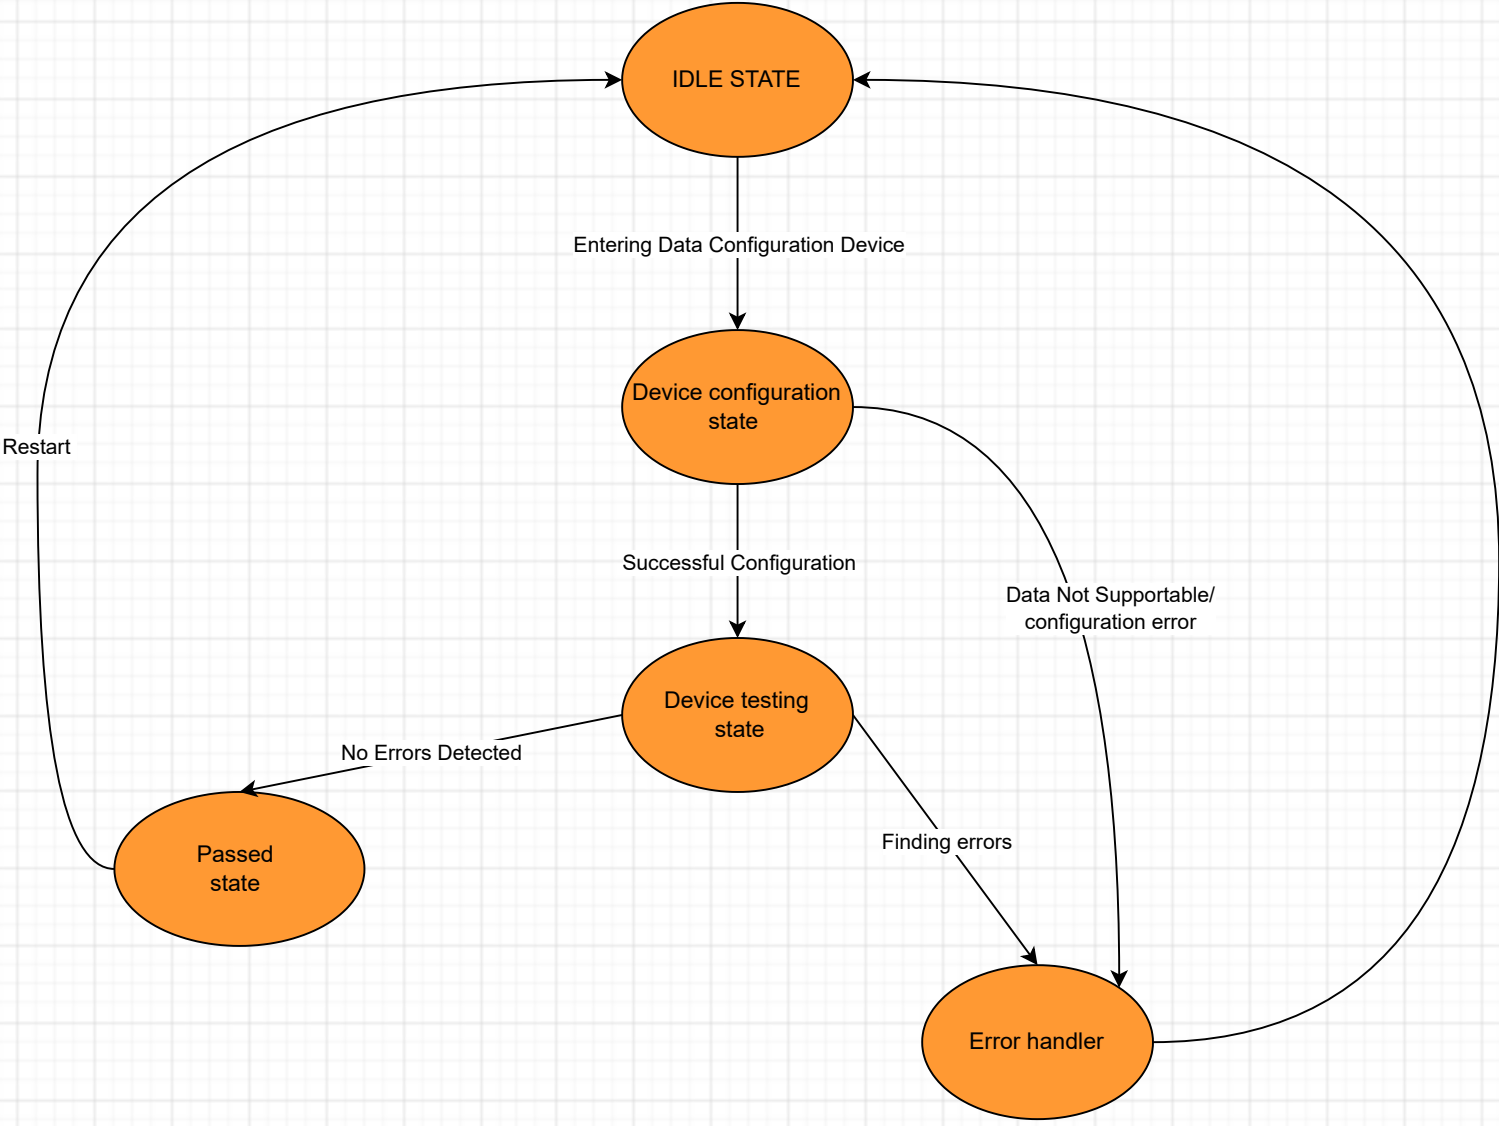 IDLE STATE
Entering Data Configuration Device
Device configuration
state
Restart
Successful Configuration
Data Not Supportable/
configuration error
Device testing
state
No Errors Detected
Finding errors
Passed
state
Error handler